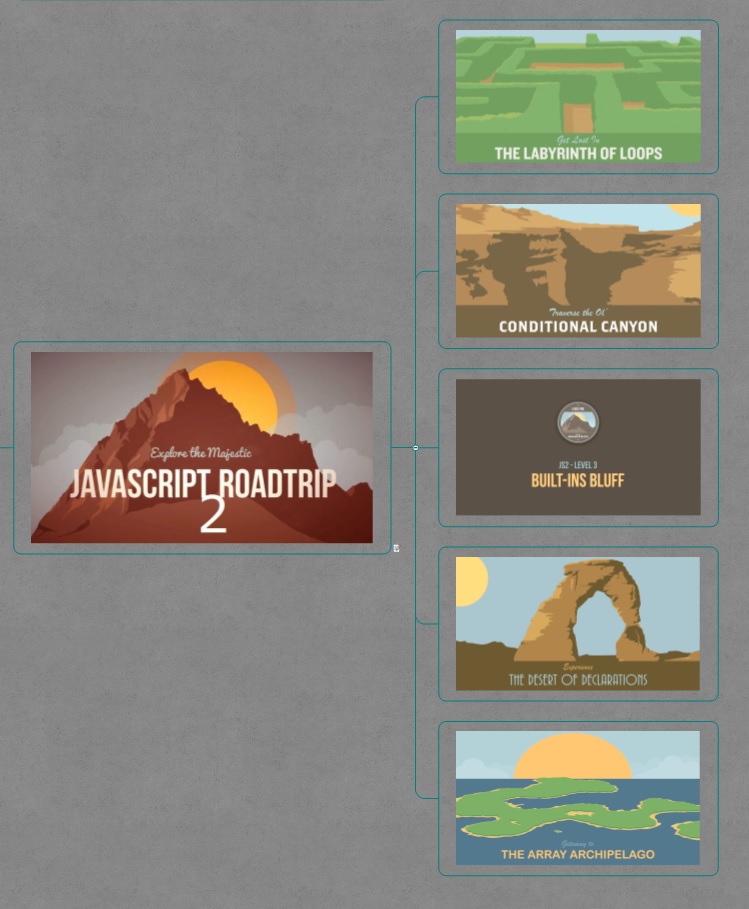 Explore the Majestic
JAVASCRIPT ROADTRIP
2
Get Lost In
THE LABYRINTH OF LOOPS
Traverse the Ol'
CONDITIONAL CANYON
JS2 - LEVEL 3
BUILT-INS BLUFF
Experience
THE DESERT OF DECLARATIONS
Gateway to
THE ARRAY ARCHIPELAGO